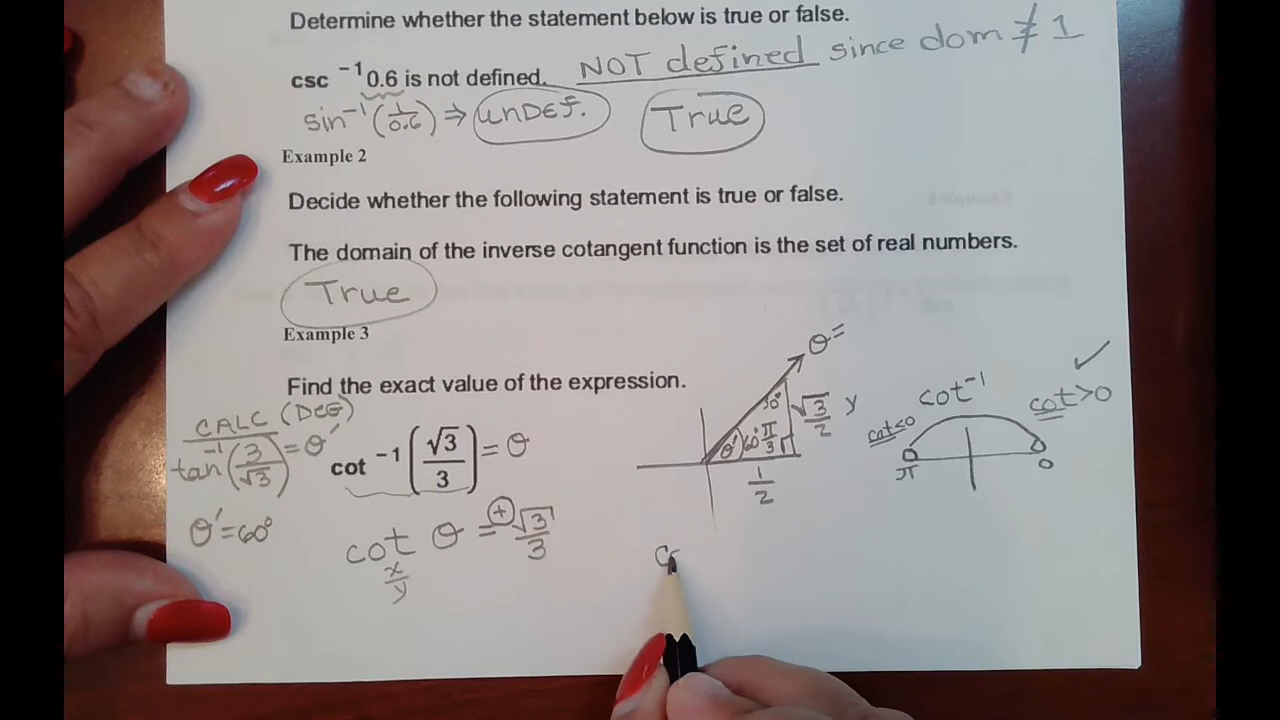 Determine whether the statement below is true or false.
csc ⁻¹0.6 is not defined. NOT defined since dom ≠ 1
sin⁻¹(1/0.6) ⇒ UNDEF. True
Example 2
Decide whether the following statement is true or false.
The domain of the inverse cotangent function is the set of real numbers.
True
Example 3
Find the exact value of the expression.
CALC (DEG)
tan⁻¹(3/√3) = θ'
θ' = 60°
cot ⁻¹(√3/3) = θ
cot θ = + √3/3
x/y
θ =
30°
√3/2 y
θ' 60° π/3
1/2
cot⁻¹
cot<0
cot>0
π
0